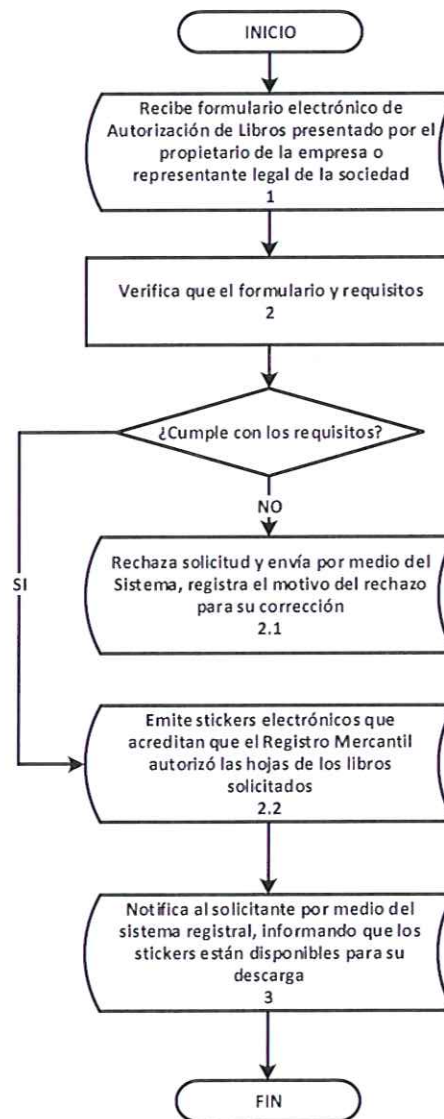 INICIO
Recibe formulario electrónico de
Autorización de Libros presentado por el
propietario de la empresa o
representante legal de la sociedad
1
Verifica que el formulario y requisitos
2
¿Cumple con los requisitos?
NO
SI
Rechaza solicitud y envía por medio del
Sistema, registra el motivo del rechazo
para su corrección
2.1
Emite stickers electrónicos que
acreditan que el Registro Mercantil
autorizó las hojas de los libros
solicitados
2.2
Notifica al solicitante por medio del
sistema registral, informando que los
stickers están disponibles para su
descarga
3
FIN